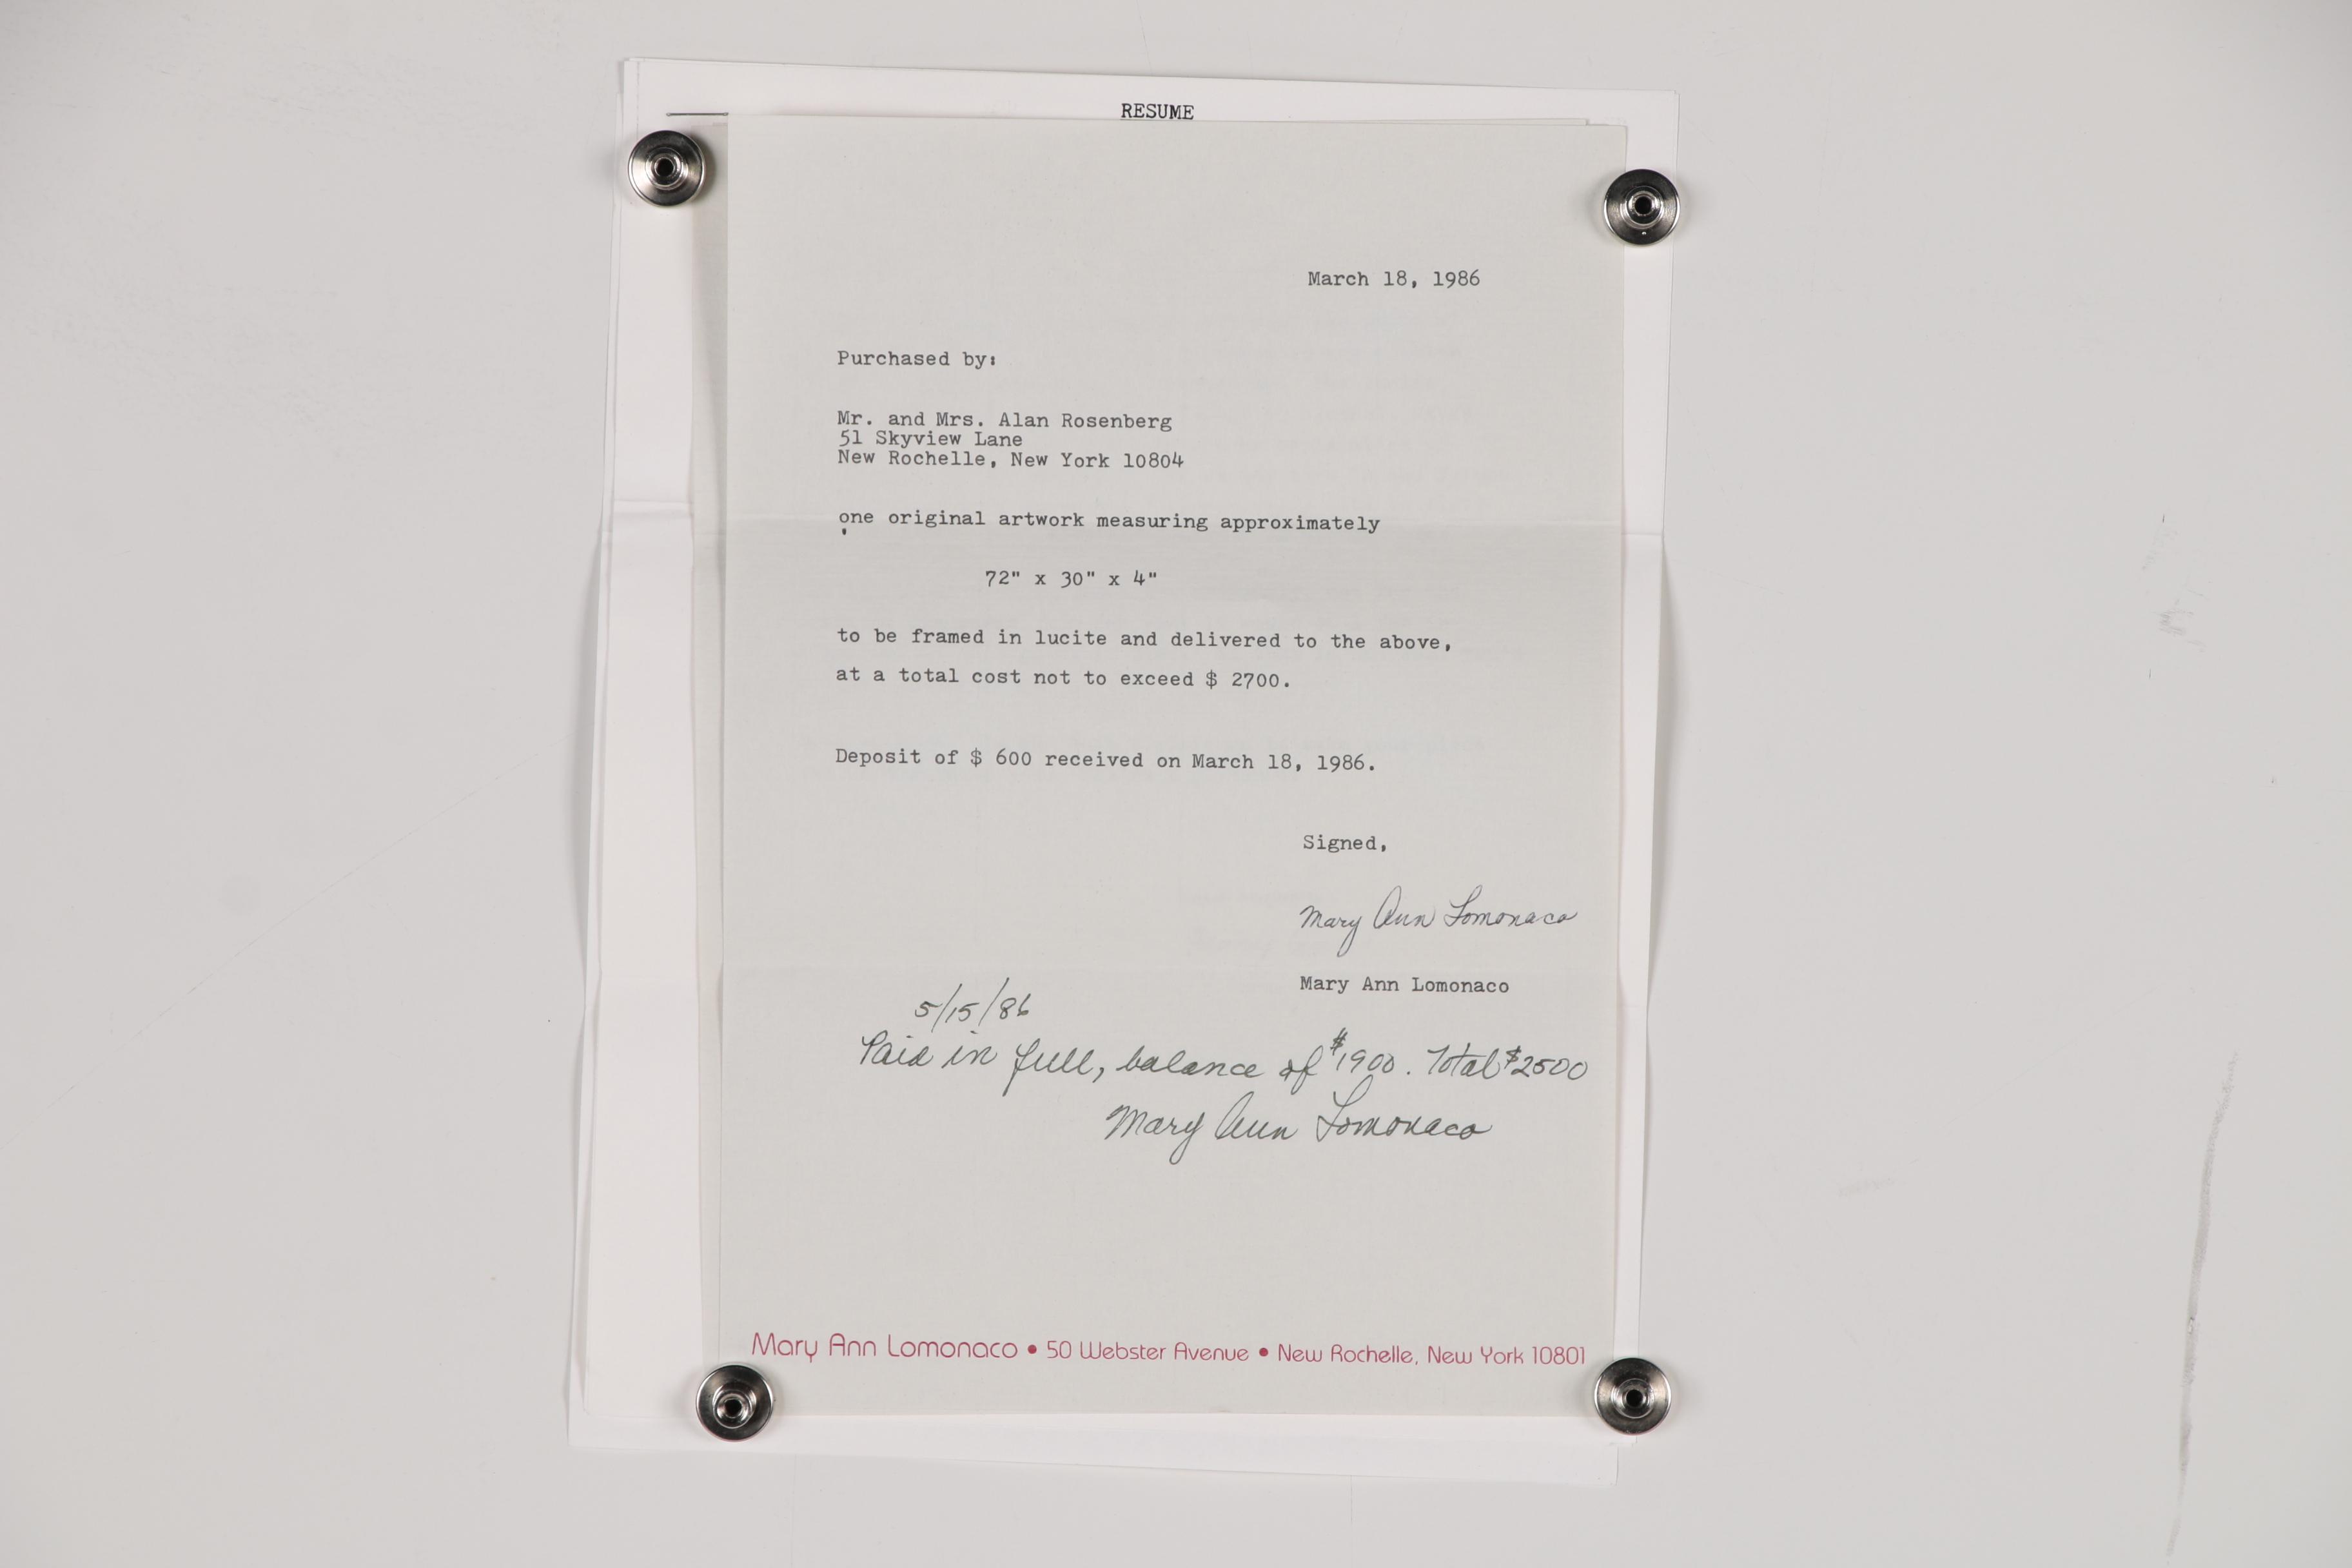 RESUME
March 18, 1986
Purchased by:
Mr. and Mrs. Alan Rosenberg
51 Skyview Lane
New Rochelle, New York 10804
one original artwork measuring approximately
72" x 30" x 4"
to be framed in lucite and delivered to the above,
at a total cost not to exceed $ 2700.
Deposit of $ 600 received on March 18, 1986.
Signed,
Mary Ann Lomonaco
Mary Ann Lomonaco
5/15/86
Paid in full, balance of $1900. Total $2500
Mary Ann Lomonaco
Mary Ann Lomonaco • 50 Webster Avenue • New Rochelle, New York 10801